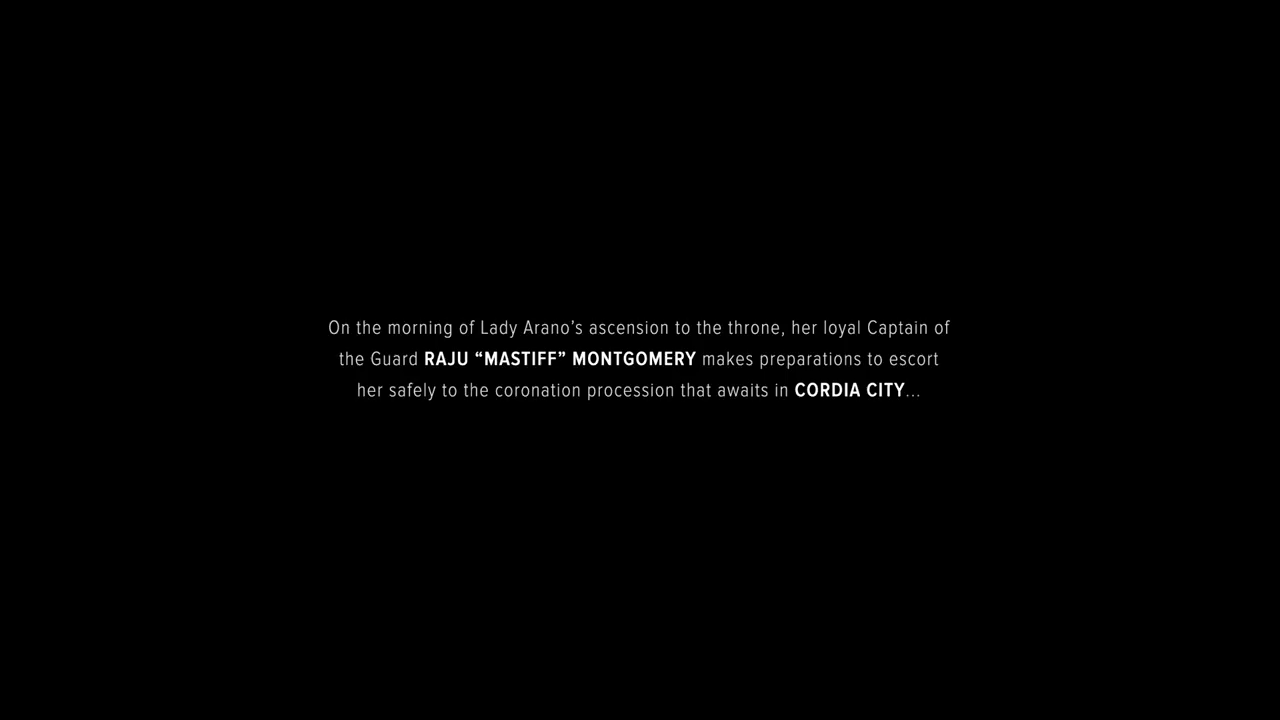 On the morning of Lady Arano’s ascension to the throne, her loyal Captain of
the Guard RAJU “MASTIFF” MONTGOMERY makes preparations to escort
her safely to the coronation procession that awaits in CORDIA CITY...